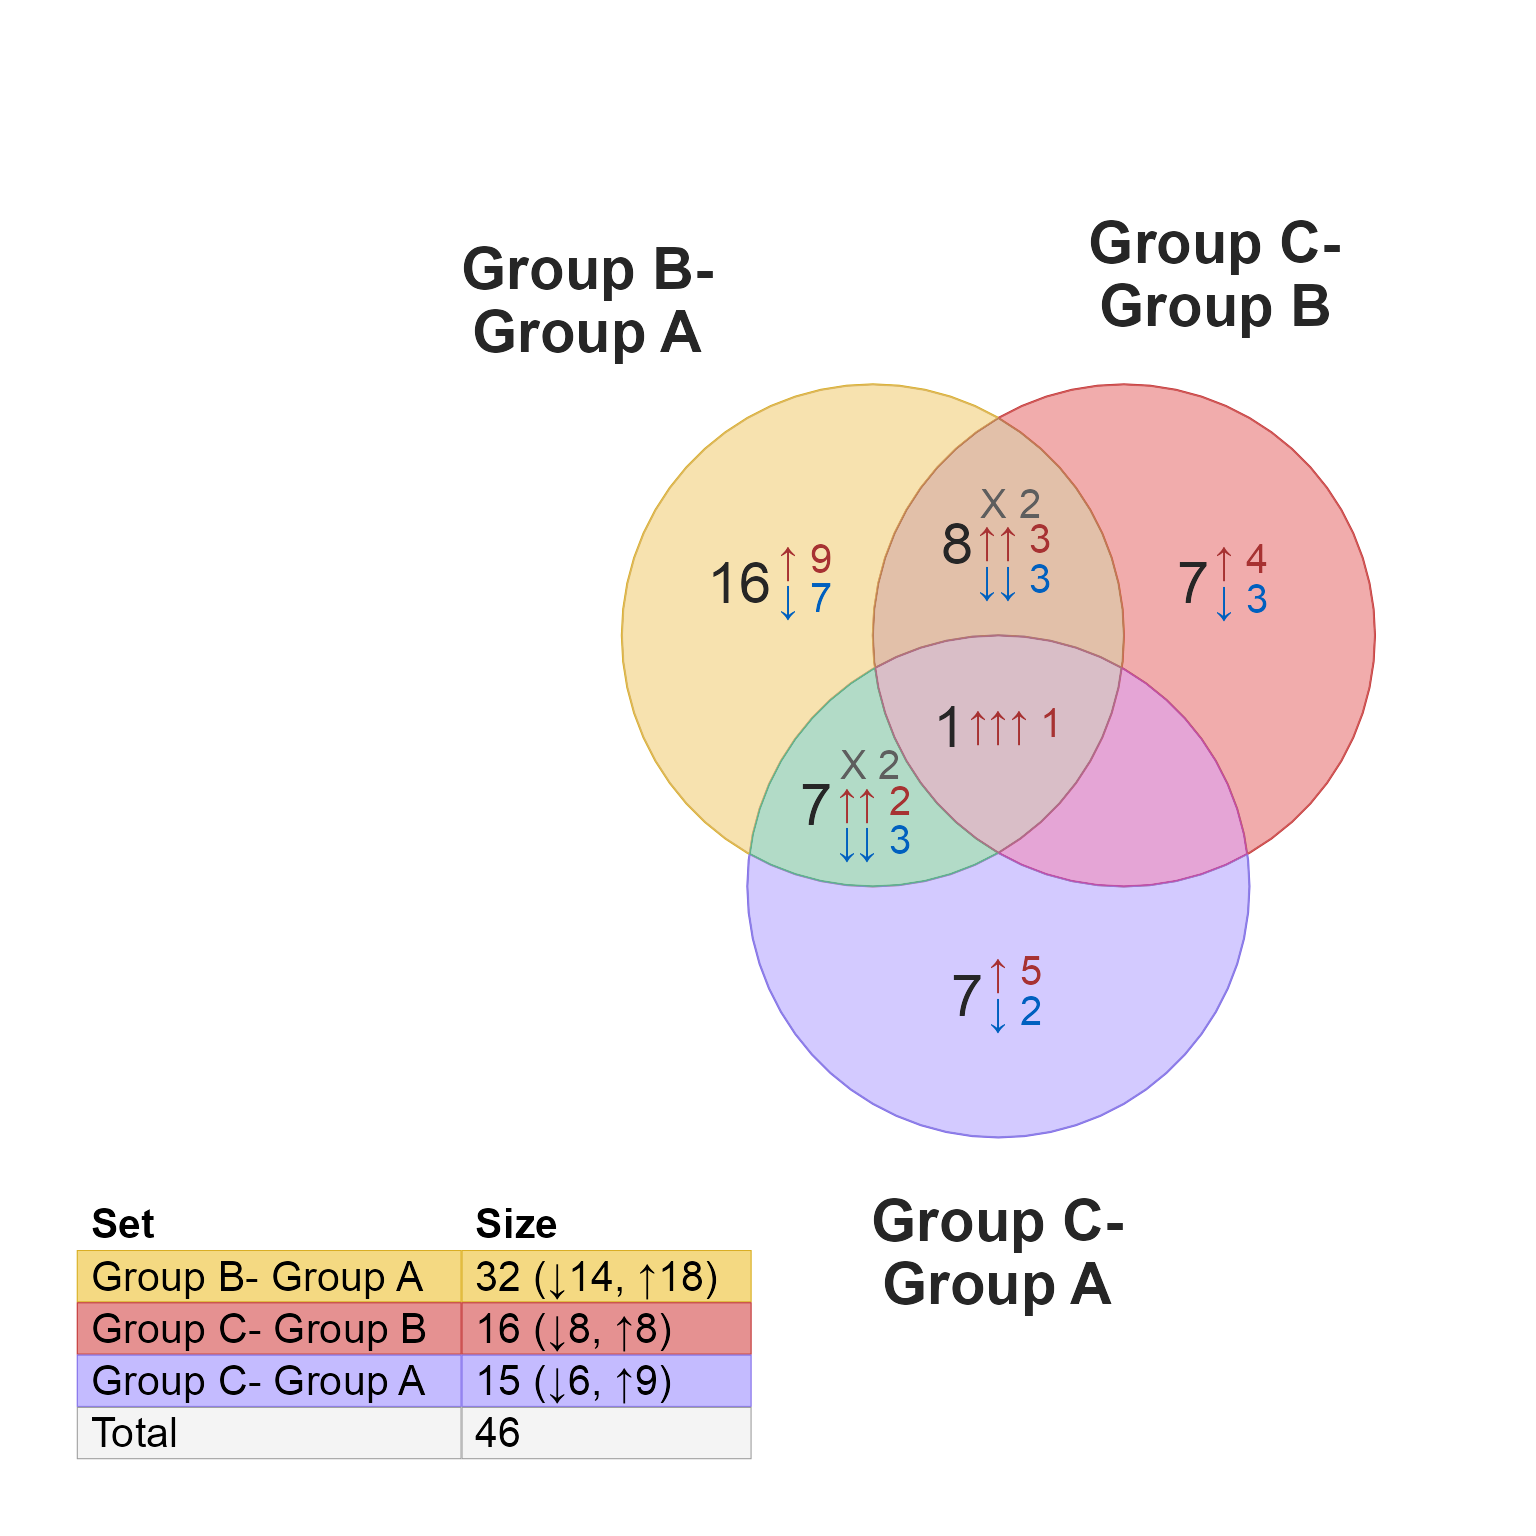 Group B-
Group A
Group C-
Group B
16 ↑ 9
↓ 7
X 2
8 ↑↑ 3
↓↓ 3
7 ↑ 4
↓ 3
1 ↑↑↑ 1
X 2
7 ↑↑ 2
↓↓ 3
7 ↑ 5
↓ 2
Group C-
Group A
Set Size
Group B- Group A 32 (↓14, ↑18)
Group C- Group B 16 (↓8, ↑8)
Group C- Group A 15 (↓6, ↑9)
Total 46